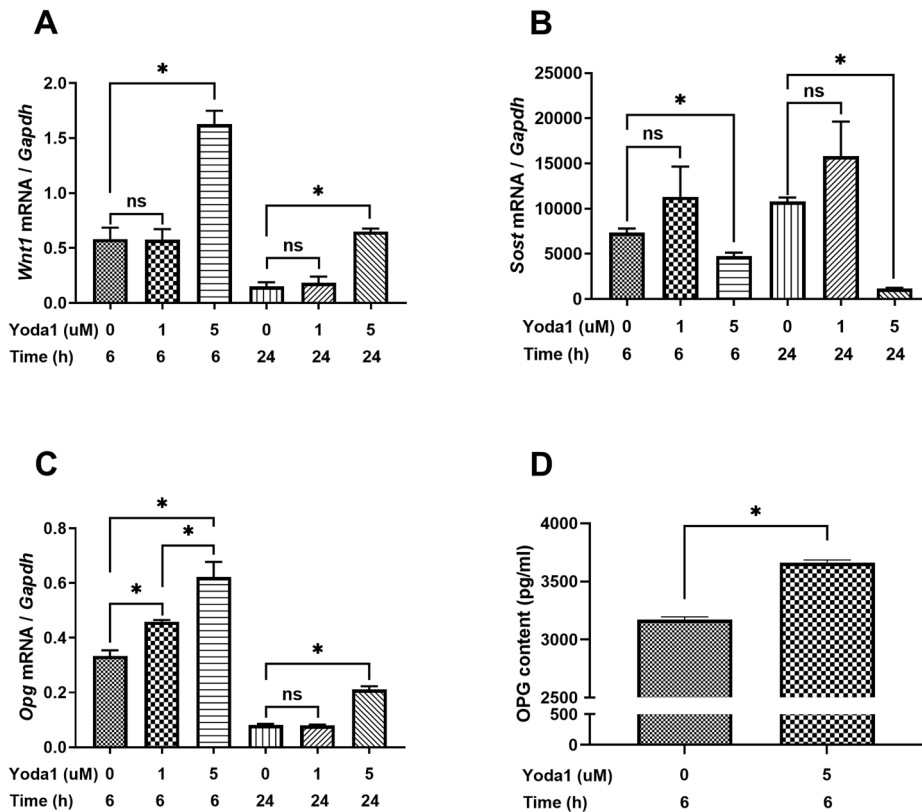 A
Wnt1 mRNA / Gapdh
2.0
1.5
1.0
0.5
0.0
*
ns
*
ns
Yoda1 (uM) 0 1 5 0 1 5
Time (h) 6 6 6 24 24 24
B
Sost mRNA / Gapdh
25000
20000
15000
10000
5000
0
*
*
ns
ns
Yoda1 (uM) 0 1 5 0 1 5
Time (h) 6 6 6 24 24 24
C
Opg mRNA / Gapdh
0.8
0.6
0.4
0.2
0.0
*
*
*
*
ns
Yoda1 (uM) 0 1 5 0 1 5
Time (h) 6 6 6 24 24 24
D
OPG content (pg/ml)
4000
3500
3000
2500
500
0
*
Yoda1 (uM) 0 5
Time (h) 6 6